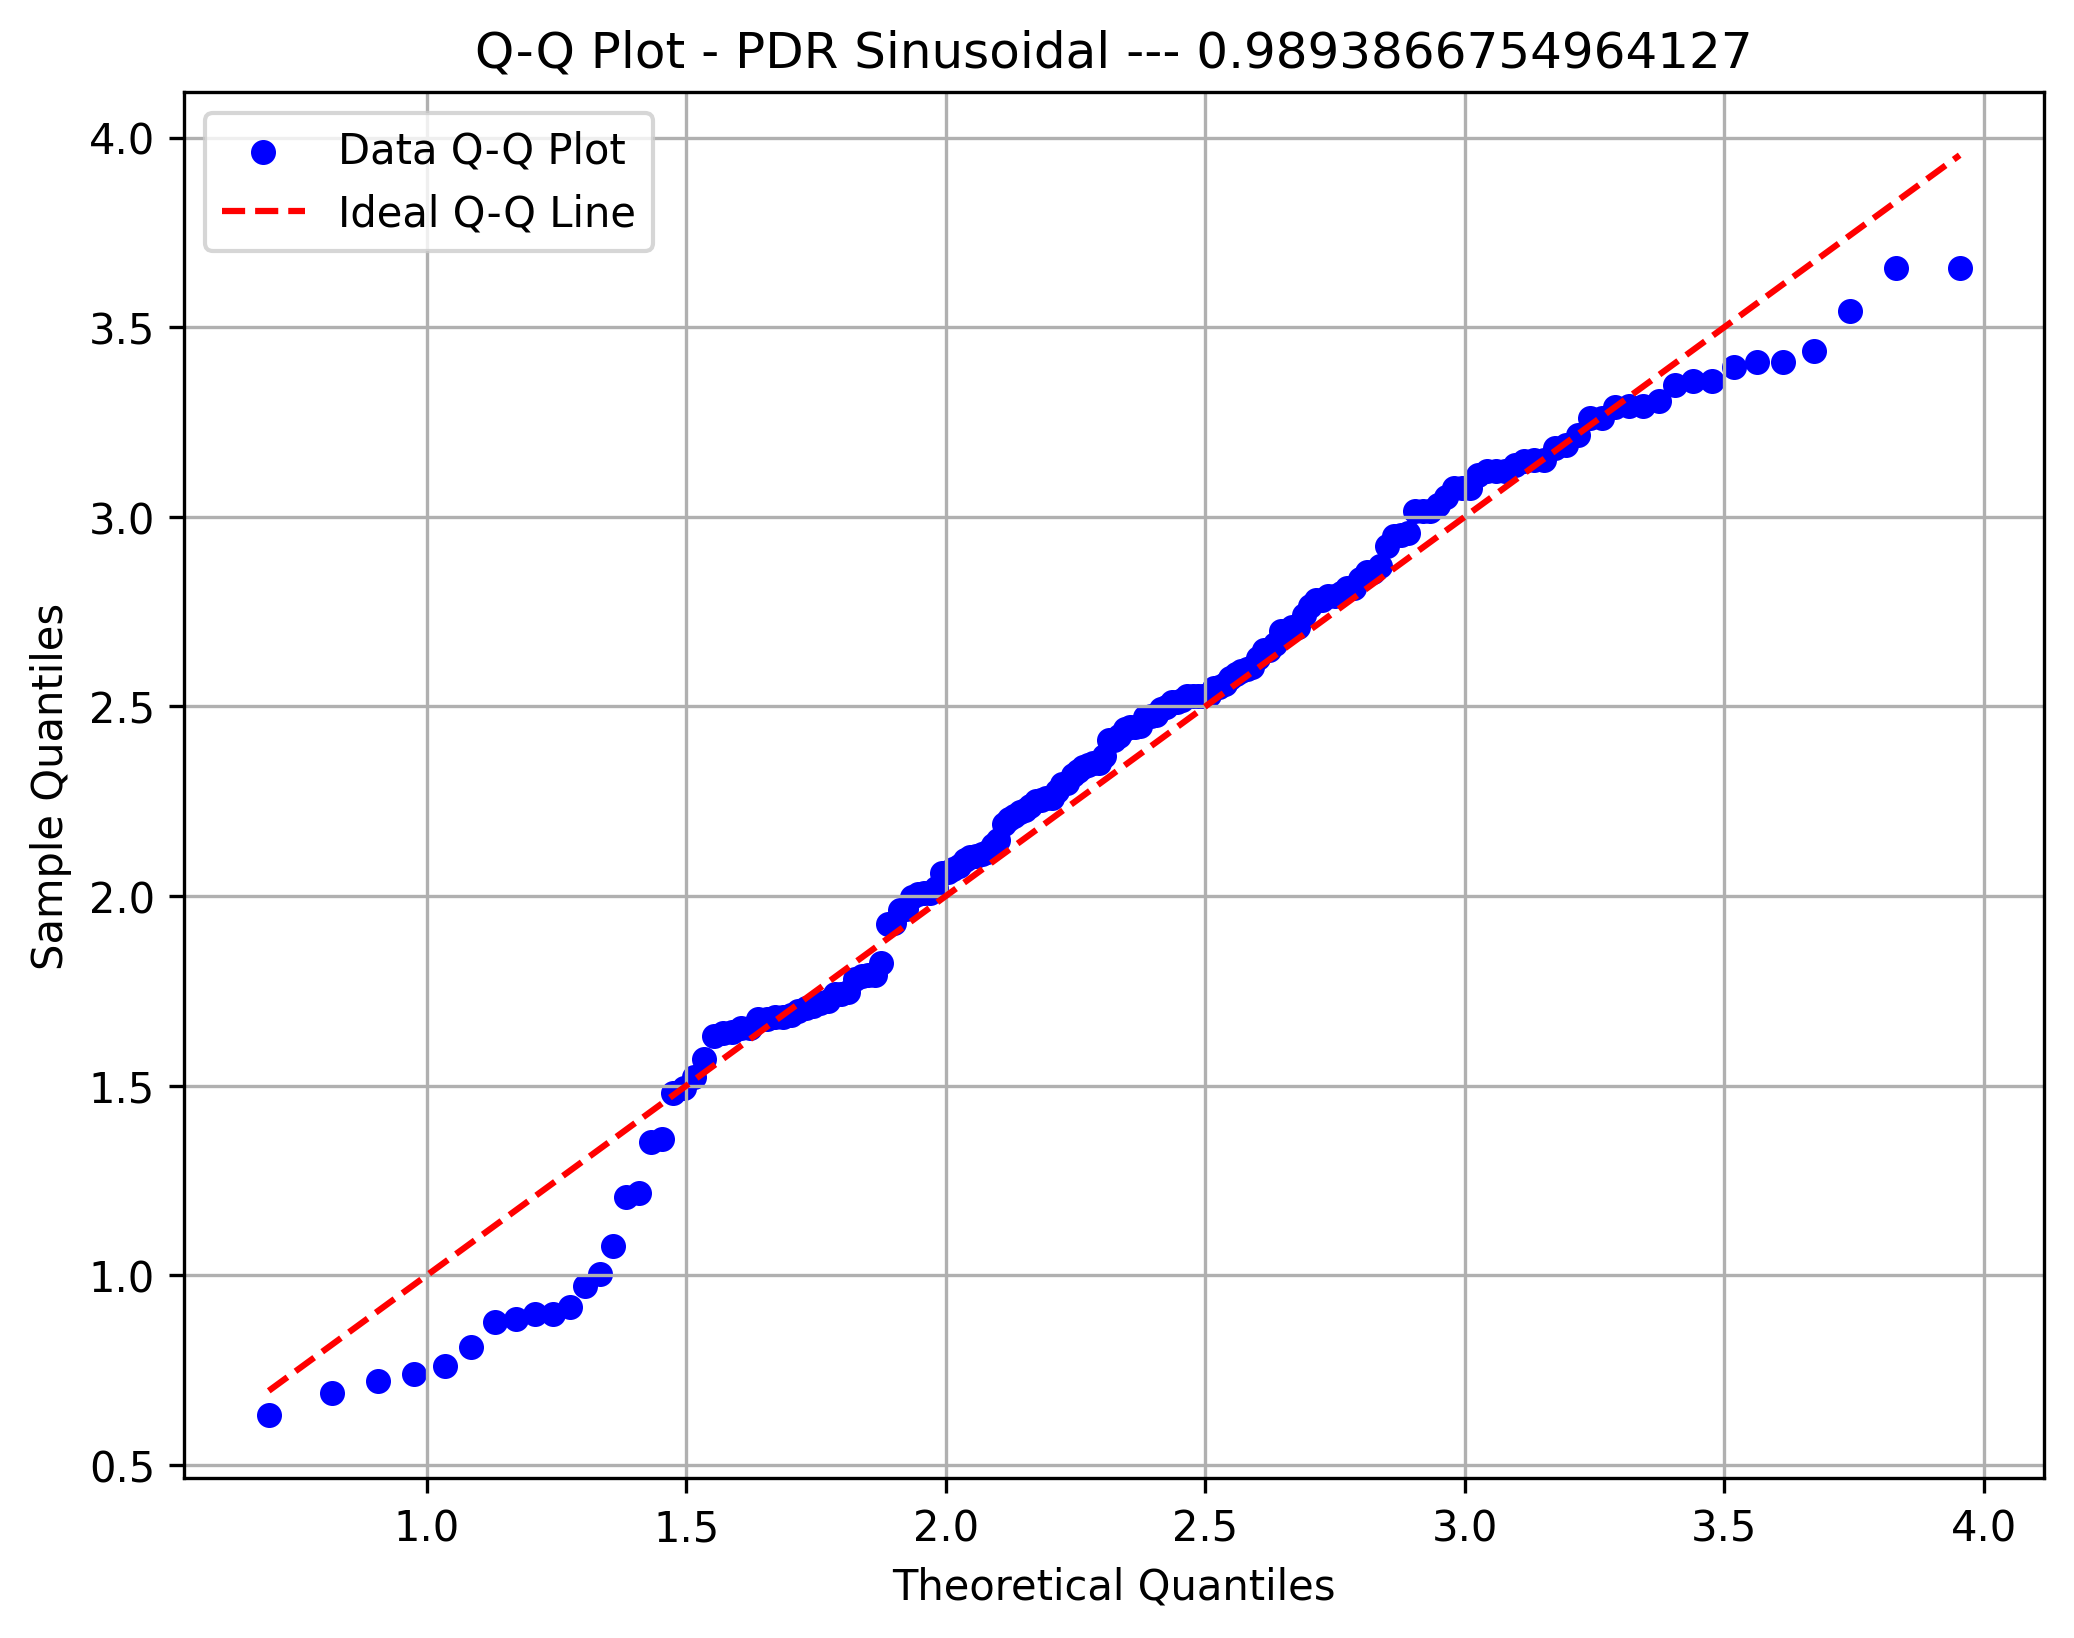 Q-Q Plot - PDR Sinusoidal --- 0.9893866754964127
Data Q-Q Plot
Ideal Q-Q Line
4.0
3.5
3.0
2.5
2.0
1.5
1.0
0.5
Sample Quantiles
1.0 1.5 2.0 2.5 3.0 3.5 4.0
Theoretical Quantiles